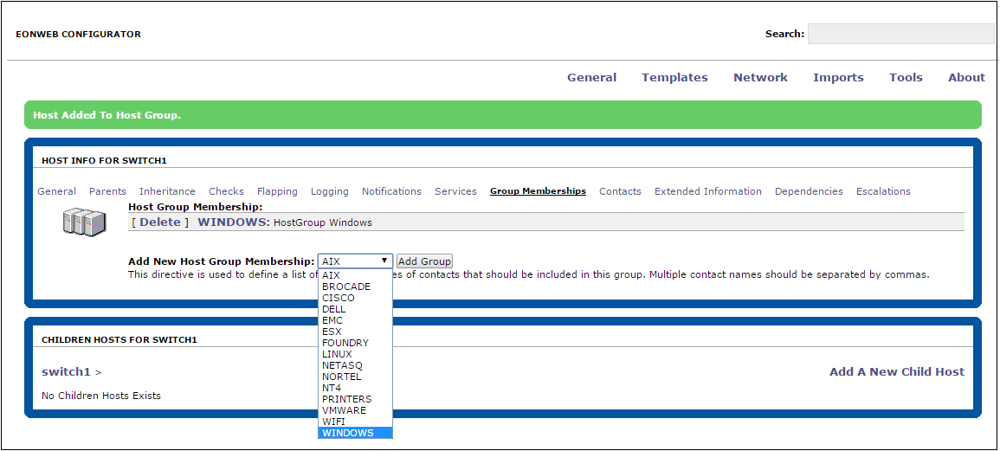 EONWEB CONFIGURATOR
Search:
General Templates Network Imports Tools About
Host Added To Host Group.
HOST INFO FOR SWITCH1
General Parents Inheritance Checks Flapping Logging Notifications Services Group Memberships Contacts Extended Information Dependencies Escalations
Host Group Membership:
[ Delete ] WINDOWS: HostGroup Windows
Add New Host Group Membership: AIX Add Group
This directive is used to define a list of es of contacts that should be included in this group. Multiple contact names should be separated by commas.
AIX
BROCADE
CISCO
DELL
EMC
ESX
FOUNDRY
LINUX
NETASQ
NORTEL
NT4
PRINTERS
VMWARE
WIFI
WINDOWS
CHILDREN HOSTS FOR SWITCH1
switch1 >
Add A New Child Host
No Children Hosts Exists